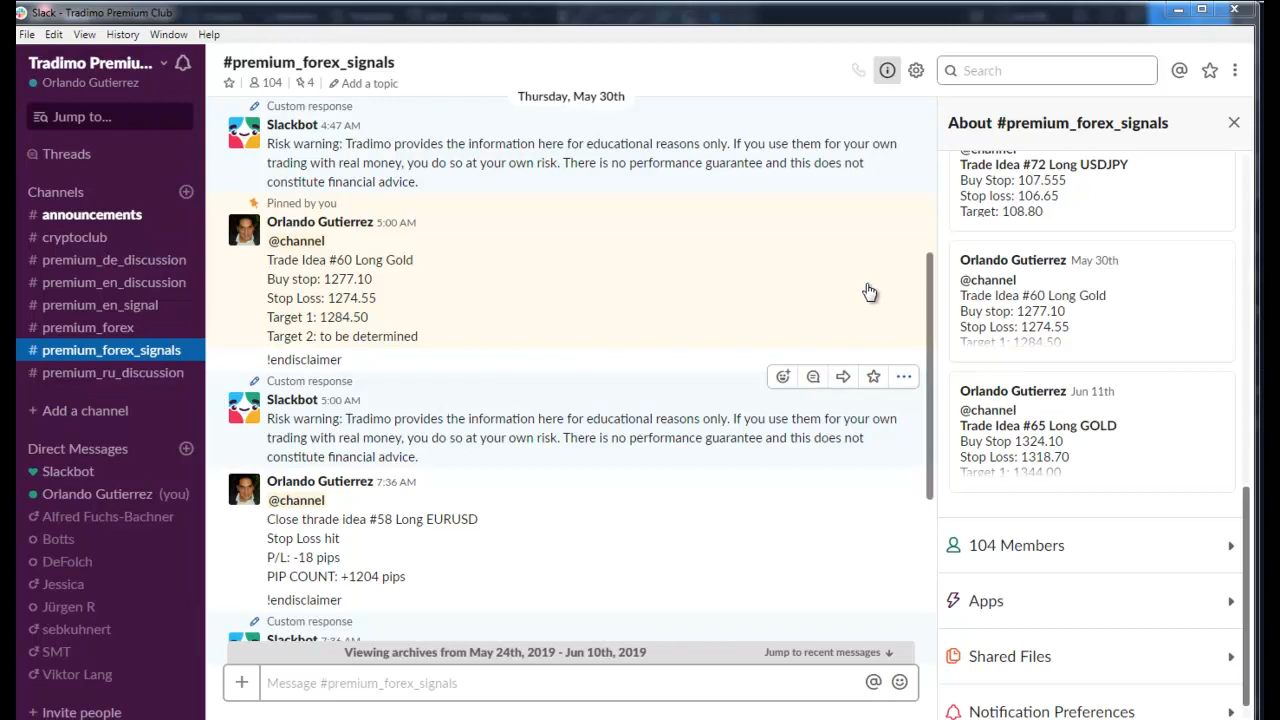 Slack - Tradimo Premium Club
File Edit View History Window Help
Tradimo Premiu...
Orlando Gutierrez
Jump to...
Threads
Channels
# announcements
# cryptoclub
# premium_de_discussion
# premium_en_discussion
# premium_en_signal
# premium_forex
# premium_forex_signals
# premium_ru_discussion
+ Add a channel
Direct Messages
Slackbot
Orlando Gutierrez (you)
Alfred Fuchs-Bachner
Botts
DeFolch
Jessica
Jürgen R
sebkuhnert
SMT
Viktor Lang
+ Invite people
#premium_forex_signals
104 4 Add a topic
Search
Thursday, May 30th
Custom response
Slackbot 4:47 AM
Risk warning: Tradimo provides the information here for educational reasons only. If you use them for your own
trading with real money, you do so at your own risk. There is no performance guarantee and this does not
constitute financial advice.
Pinned by you
Orlando Gutierrez 5:00 AM
@channel
Trade Idea #60 Long Gold
Buy stop: 1277.10
Stop Loss: 1274.55
Target 1: 1284.50
Target 2: to be determined
!endisclaimer
Custom response
Slackbot 5:00 AM
Risk warning: Tradimo provides the information here for educational reasons only. If you use them for your own
trading with real money, you do so at your own risk. There is no performance guarantee and this does not
constitute financial advice.
Orlando Gutierrez 7:36 AM
@channel
Close thrade idea #58 Long EURUSD
Stop Loss hit
P/L: -18 pips
PIP COUNT: +1204 pips
!endisclaimer
Custom response
Slackbot 7:36 AM
Viewing archives from May 24th, 2019 - Jun 10th, 2019 Jump to recent messages
Message #premium_forex_signals
About #premium_forex_signals
@channel
Trade Idea #72 Long USDJPY
Buy Stop: 107.555
Stop loss: 106.65
Target: 108.80
Orlando Gutierrez May 30th
@channel
Trade Idea #60 Long Gold
Buy stop: 1277.10
Stop Loss: 1274.55
Target 1: 1284.50
Orlando Gutierrez Jun 11th
@channel
Trade Idea #65 Long GOLD
Buy Stop 1324.10
Stop Loss: 1318.70
Target 1: 1344.00
104 Members
Apps
Shared Files
Notification Preferences